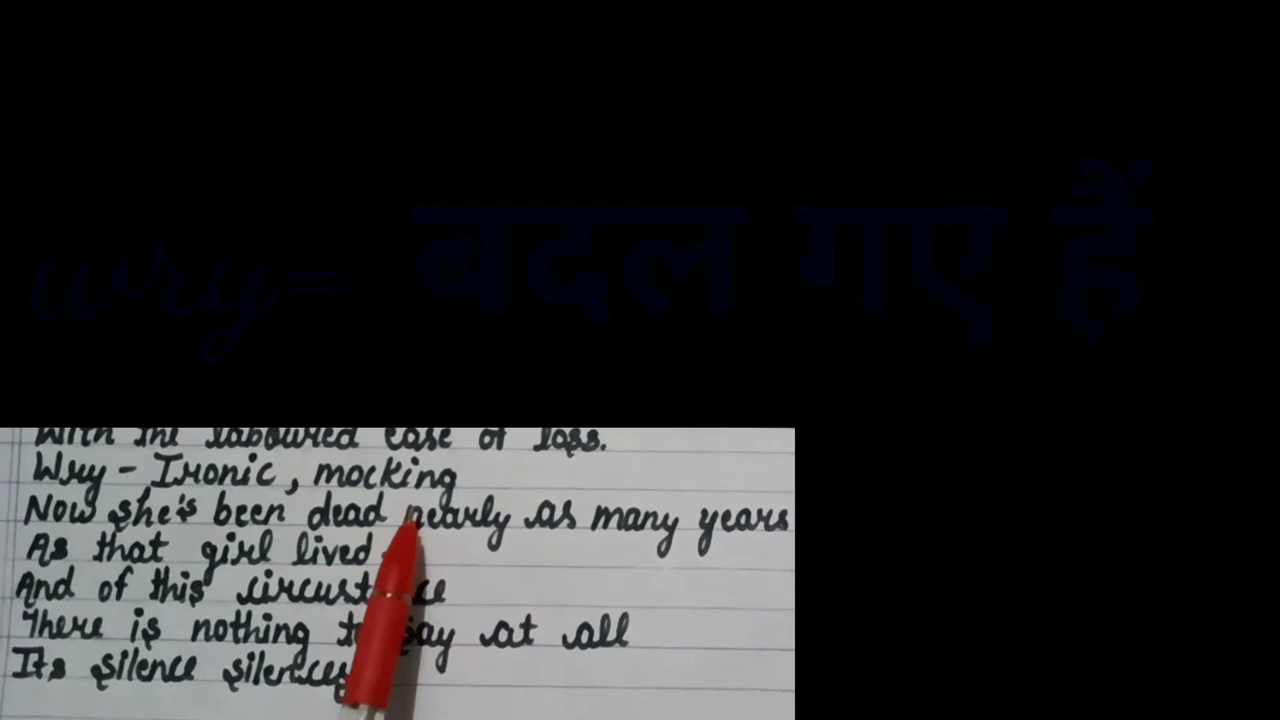 wry= बदल गए हैं
With the laboured ease of loss.
Wry - Ironic, mocking
Now she's been dead nearly as many years
As that girl lived
And of this
There is nothing to say at all
Its silence silences